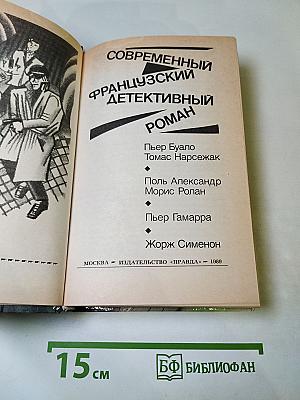 СОВРЕМЕННЫЙ
ФРАНЦУЗСКИЙ
ДЕТЕКТИВНЫЙ
РОМАН
Пьер Буало
Томас Нарсежак
Поль Александр
Морис Ролан
Пьер Гамарра
Жорж Сименон
МОСКВА — ИЗДАТЕЛЬСТВО «ПРАВДА» — 1989
15 см
БФ БИБЛИОФАН